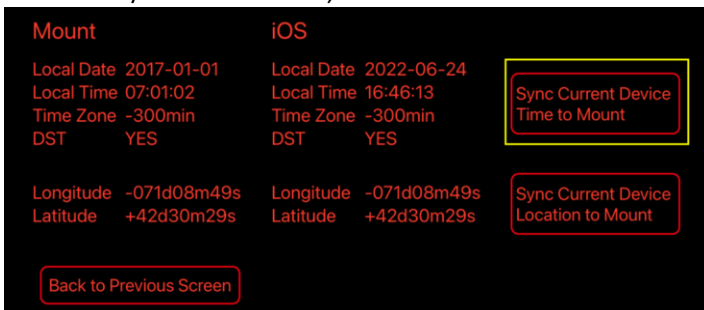 Mount
Local Date 2017-01-01
Local Time 07:01:02
Time Zone -300min
DST YES
Longitude -071d08m49s
Latitude +42d30m29s
iOS
Local Date 2022-06-24
Local Time 16:46:13
Time Zone -300min
DST YES
Longitude -071d08m49s
Latitude +42d30m29s
Sync Current Device
Time to Mount
Sync Current Device
Location to Mount
Back to Previous Screen